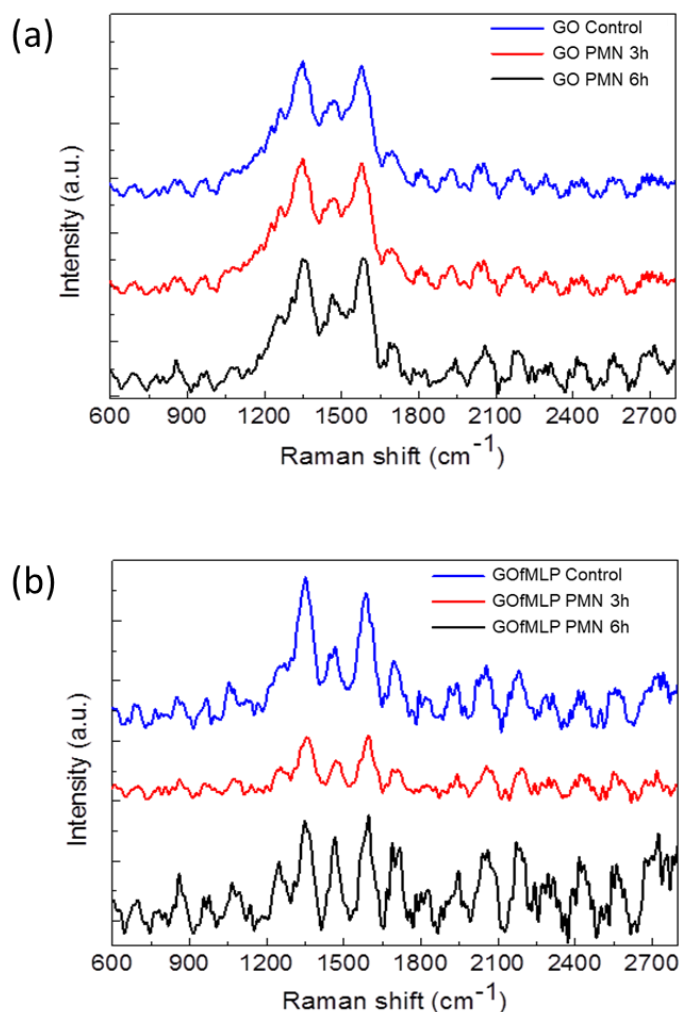 (a)
GO Control
GO PMN 3h
GO PMN 6h
Intensity (a.u.)
600 900 1200 1500 1800 2100 2400 2700
Raman shift (cm⁻¹)
(b)
GOfMLP Control
GOfMLP PMN 3h
GOfMLP PMN 6h
Intensity (a.u.)
600 900 1200 1500 1800 2100 2400 2700
Raman shift (cm⁻¹)